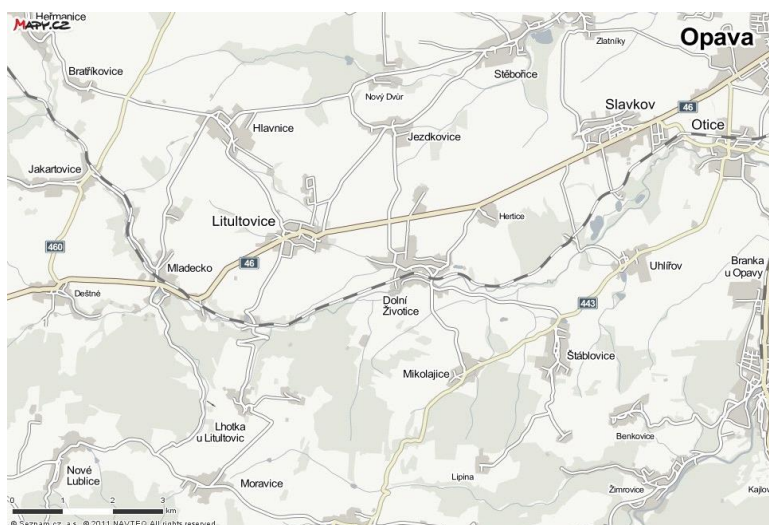 Mapy.cz
Heřmanice
Zlatníky
Opava
Stěbořice
Bratříkovice
Nový Dvůr
Slavkov
46
Otice
Hlavnice
Jezdkovice
Jakartovice
Litultovice
Hertice
460
Mladecko
46
Uhlířov
Branka
u Opavy
Deštné
Dolní
Životice
443
Štáblovice
Mikolajice
Lhotka
u Litultovic
Benkovice
Nové
Lublice
Moravice
Lipina
Žimrovice
Kajlov
0 1 2 3
km
© Seznam.cz, a.s., © 2011 NAVTEQ All rights reserved